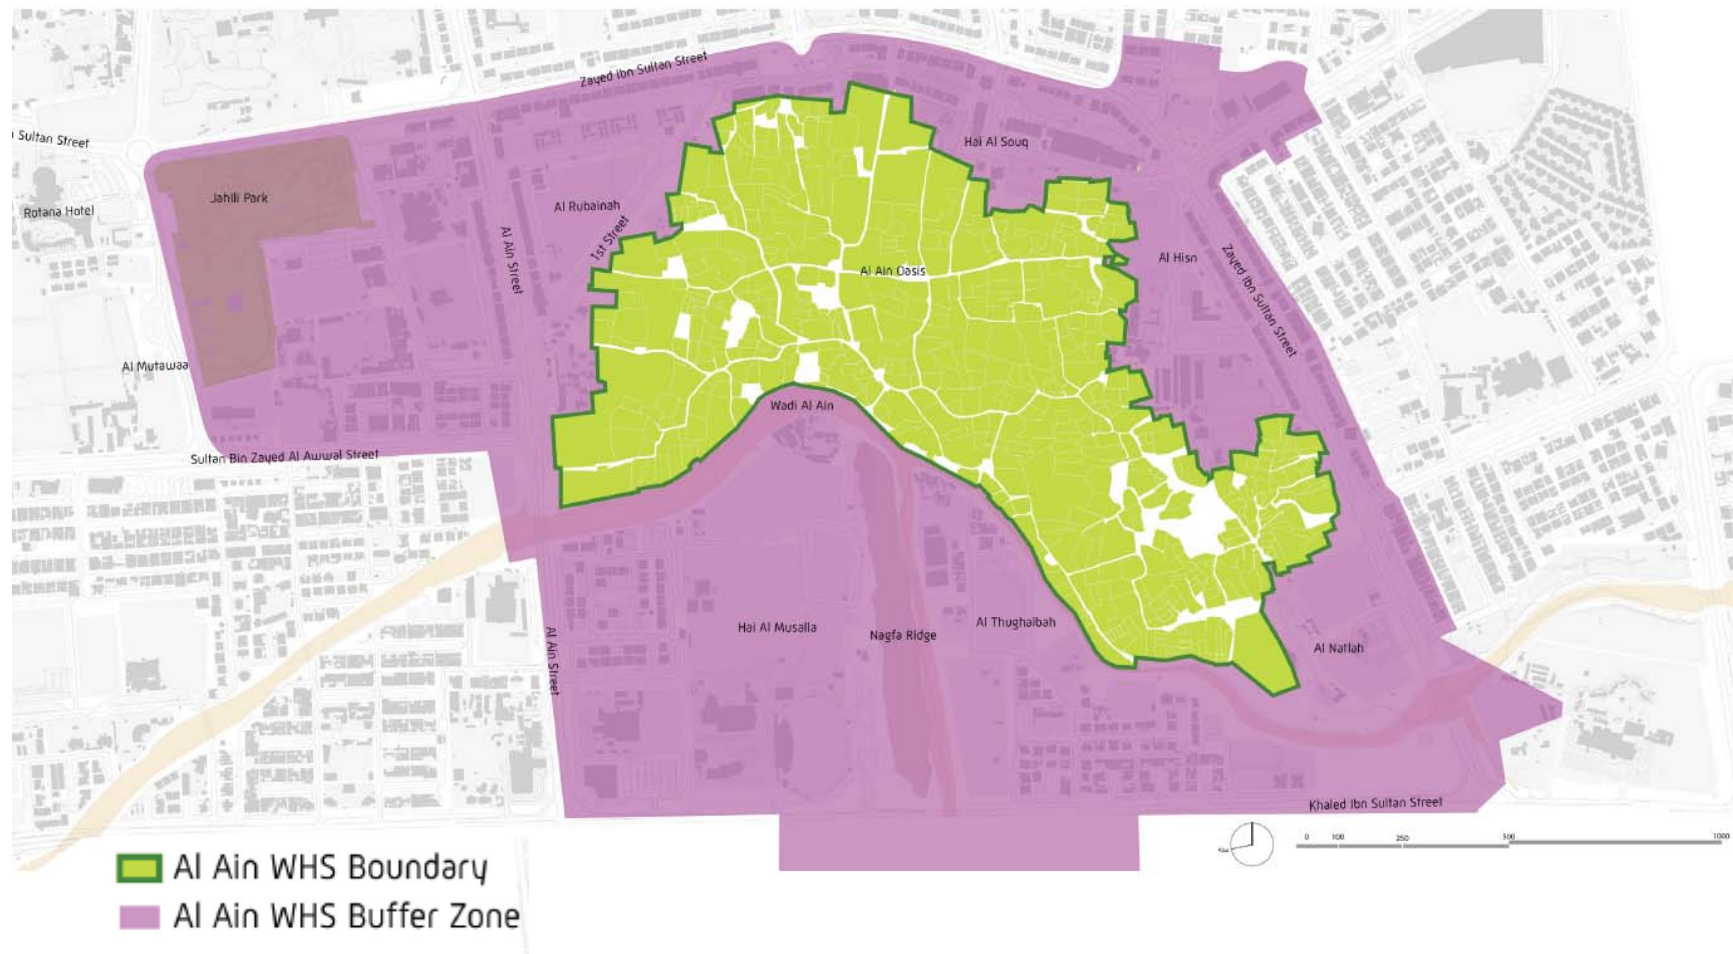 Zayed Ibn Sultan Street
Sultan Street
Hai Al Souq
Jahili Park
Rotana Hotel
Al Rubainah
1st Street
Al Ain Street
Al Ain Oasis
Al Hisn
Zayed Ibn Sultan Street
Al Mutawaa
Wadi Al Ain
Sultan Bin Zayed Al Awwal Street
Hai Al Musalla
Nagfa Ridge
Al Thughaibah
Al Natlah
Al Ain Street
Khaled Ibn Sultan Street
0 100 250 500 1000
Al Ain WHS Boundary
Al Ain WHS Buffer Zone